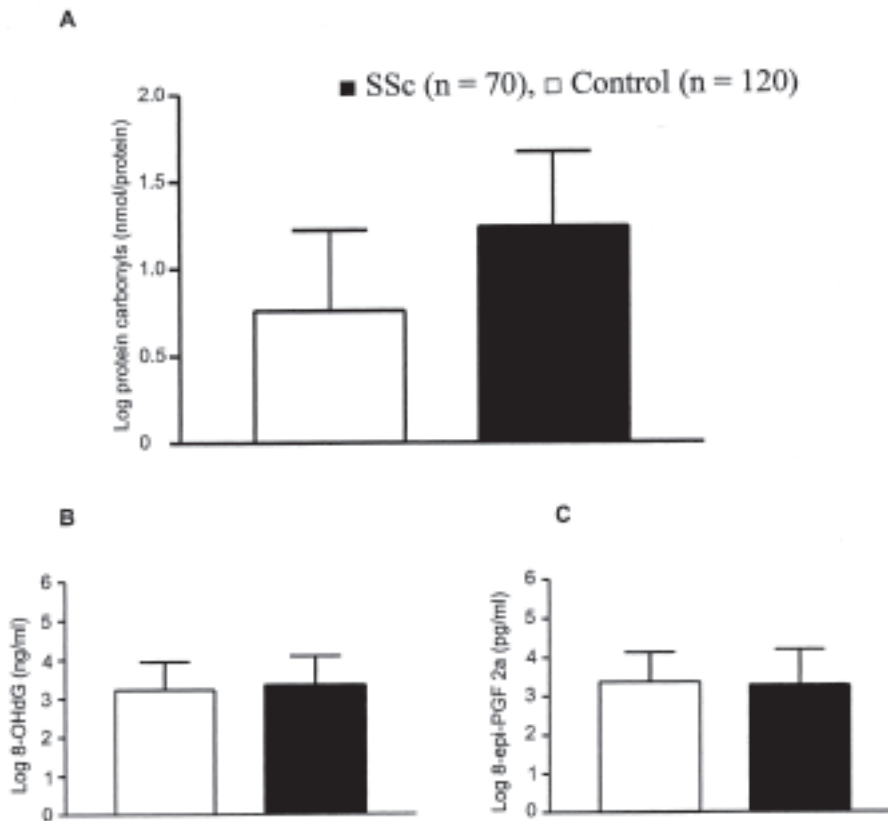 A
■ SSc (n = 70), □ Control (n = 120)
Log protein carbonyls (nmol/protein)
2.0
1.5
1.0
0.5
0
B
Log 8-OHdG (ng/ml)
6
5
4
3
2
1
0
C
Log 8-epi-PGF 2a (pg/ml)
6
5
4
3
2
1
0